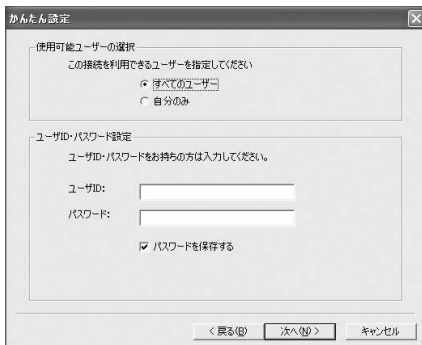 かんたん設定
使用可能ユーザーの選択
この接続を利用できるユーザーを指定してください
すべてのユーザー
自分のみ
ユーザID・パスワード設定
ユーザID・パスワードをお持ちの方は入力してください。
ユーザID:
パスワード:
パスワードを保存する
< 戻る(B) 次へ(N) > キャンセル